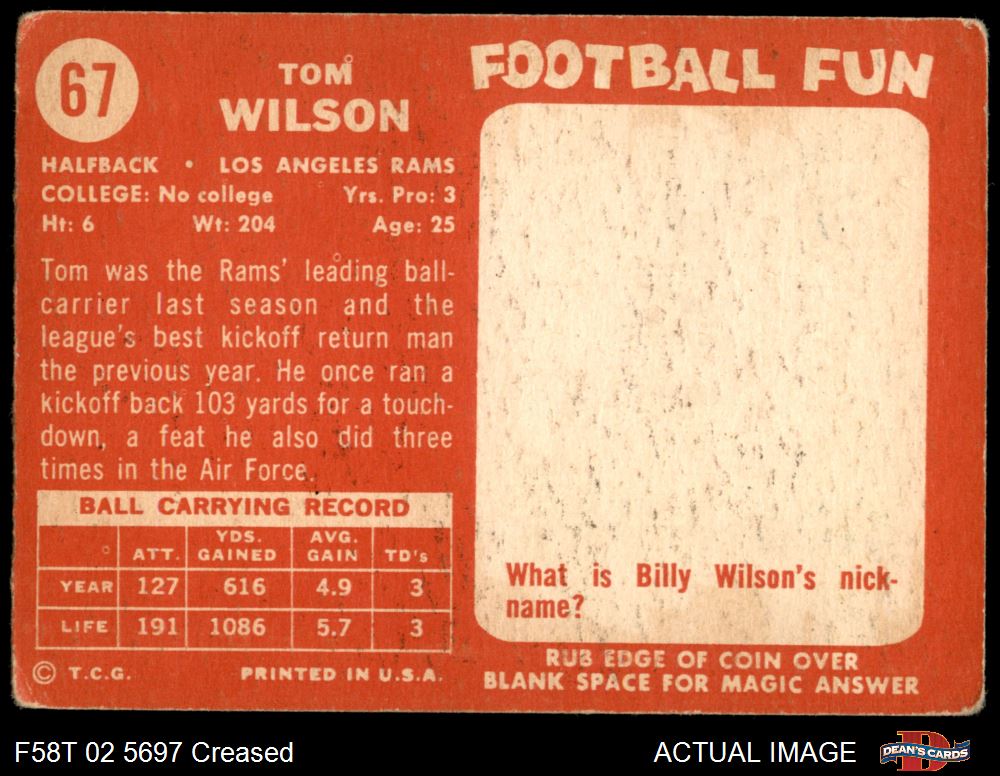 67
TOM
WILSON
HALFBACK • LOS ANGELES RAMS
COLLEGE: No college Yrs. Pro: 3
Ht: 6 Wt: 204 Age: 25
Tom was the Rams' leading ball-
carrier last season and the
league's best kickoff return man
the previous year. He once ran a
kickoff back 103 yards for a touch-
down, a feat he also did three
times in the Air Force.
BALL CARRYING RECORD
ATT. YDS. GAINED AVG. GAIN TD's
YEAR 127 616 4.9 3
LIFE 191 1086 5.7 3
© T.C.G. PRINTED IN U.S.A.
FOOTBALL FUN
What is Billy Wilson's nick-
name?
RUB EDGE OF COIN OVER
BLANK SPACE FOR MAGIC ANSWER
F58T 02 5697 Creased
ACTUAL IMAGE
D
DEAN'S CARDS